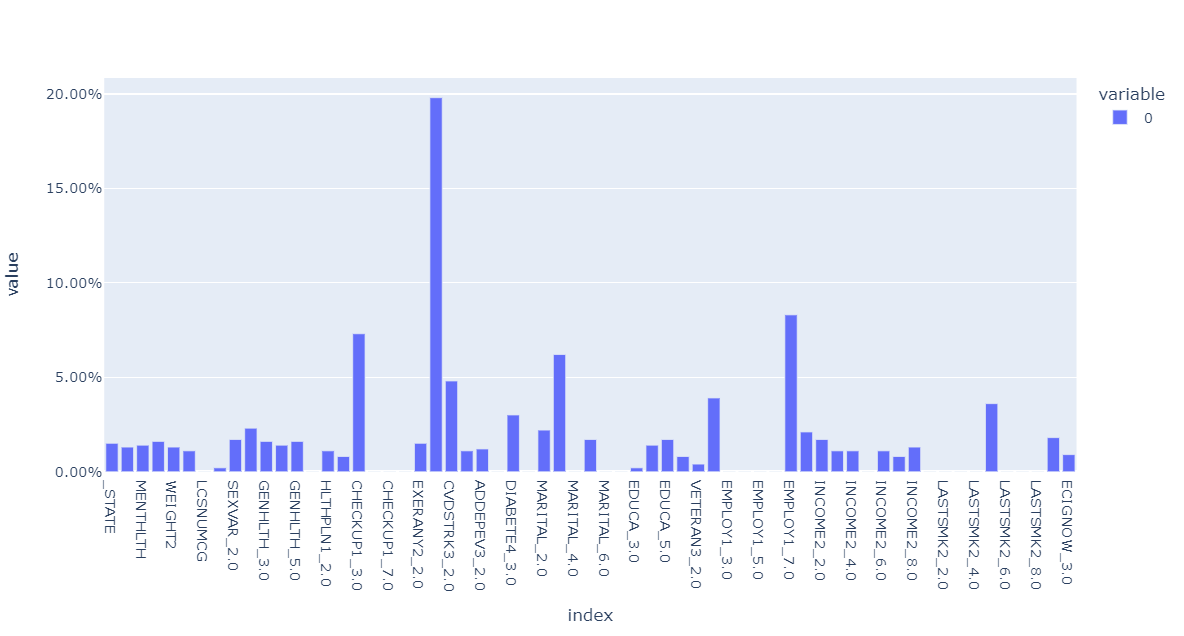 variable
0
20.00%
15.00%
10.00%
5.00%
0.00%
value
_STATE
MENTHLTH
WEIGHT2
LCSNUMCG
SEXVAR_2.0
GENHLTH_3.0
GENHLTH_5.0
HLTHPLN1_2.0
CHECKUP1_3.0
CHECKUP1_7.0
EXERANY2_2.0
CVDSTRK3_2.0
ADDEPEV3_2.0
DIABETE4_3.0
MARITAL_2.0
MARITAL_4.0
MARITAL_6.0
EDUCA_3.0
EDUCA_5.0
VETERAN3_2.0
EMPLOY1_3.0
EMPLOY1_5.0
EMPLOY1_7.0
INCOME2_2.0
INCOME2_4.0
INCOME2_6.0
INCOME2_8.0
LASTSMK2_2.0
LASTSMK2_4.0
LASTSMK2_6.0
LASTSMK2_8.0
ECIGNOW_3.0
index